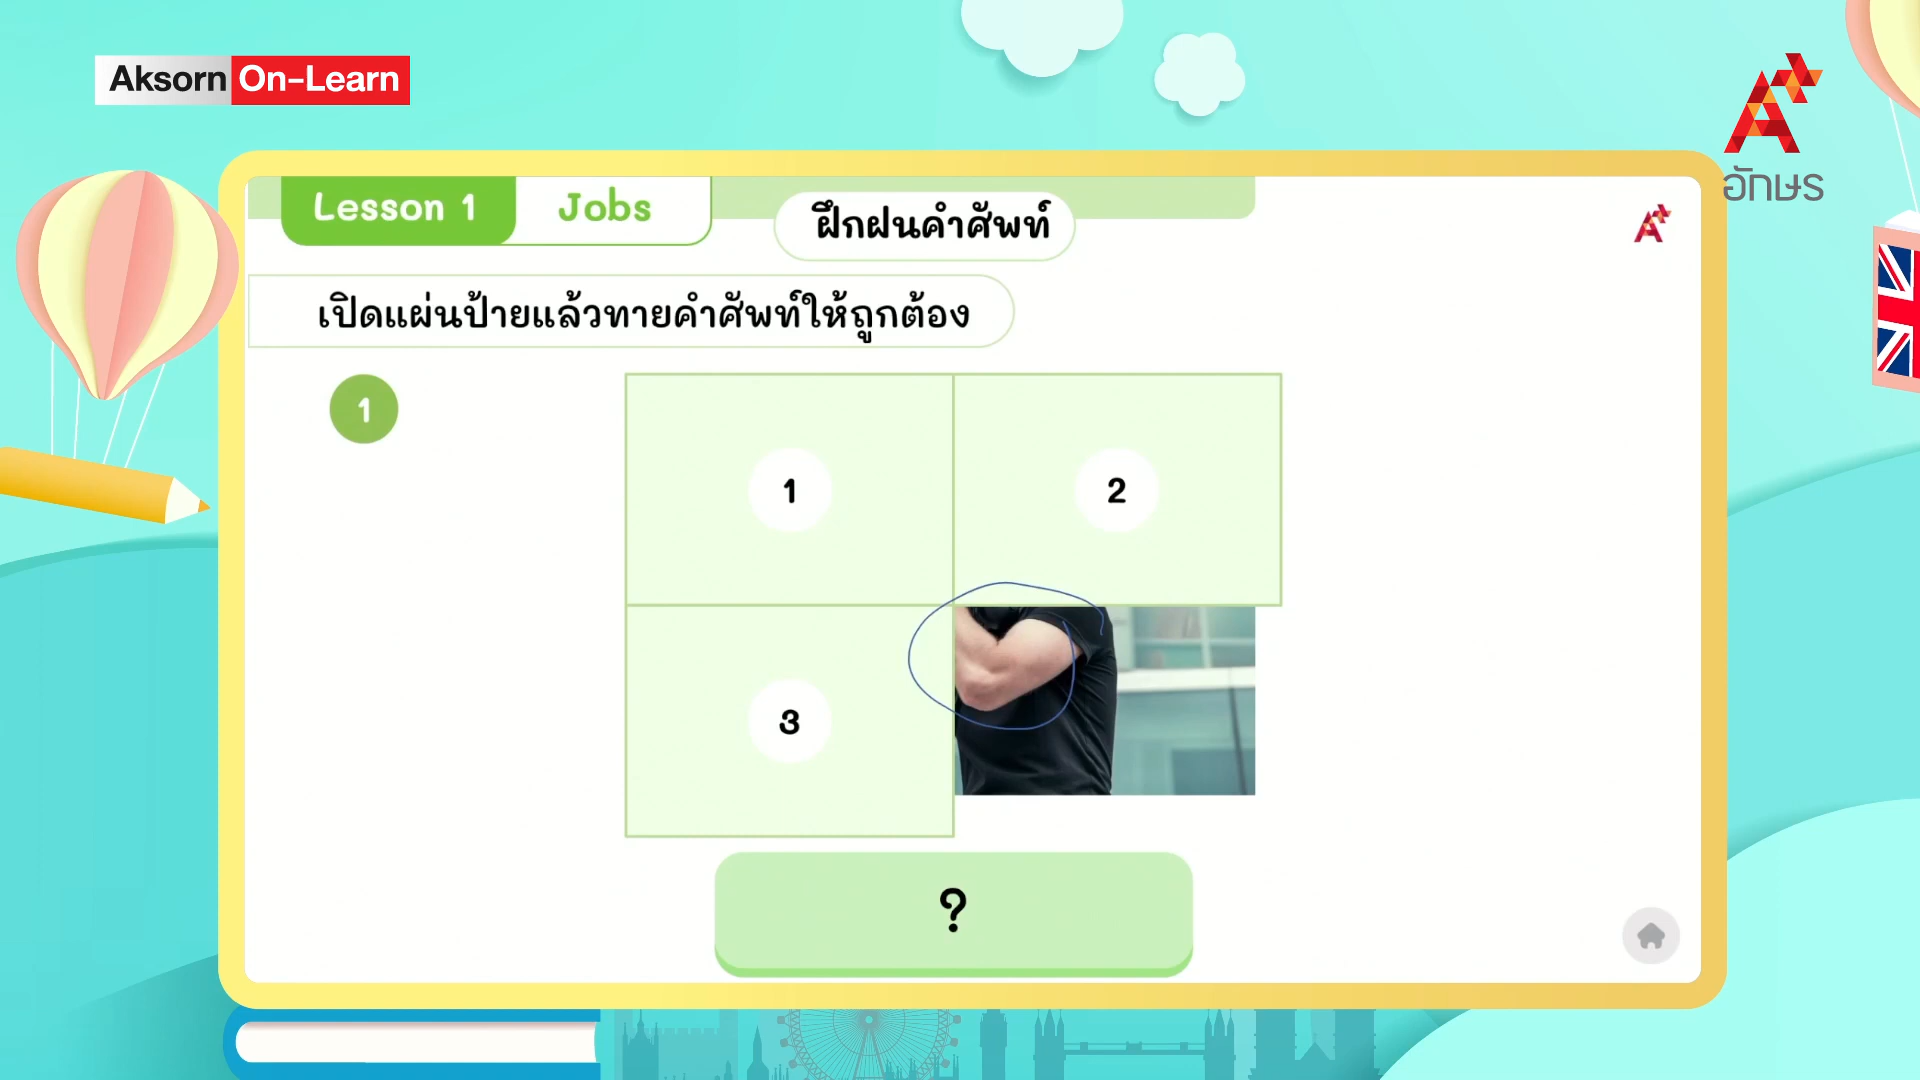 Aksorn On-Learn
อักษร
Lesson 1 Jobs
ฝึกฝนคำศัพท์
เปิดแผ่นป้ายแล้วทายคำศัพท์ให้ถูกต้อง
1
1 2
3
?